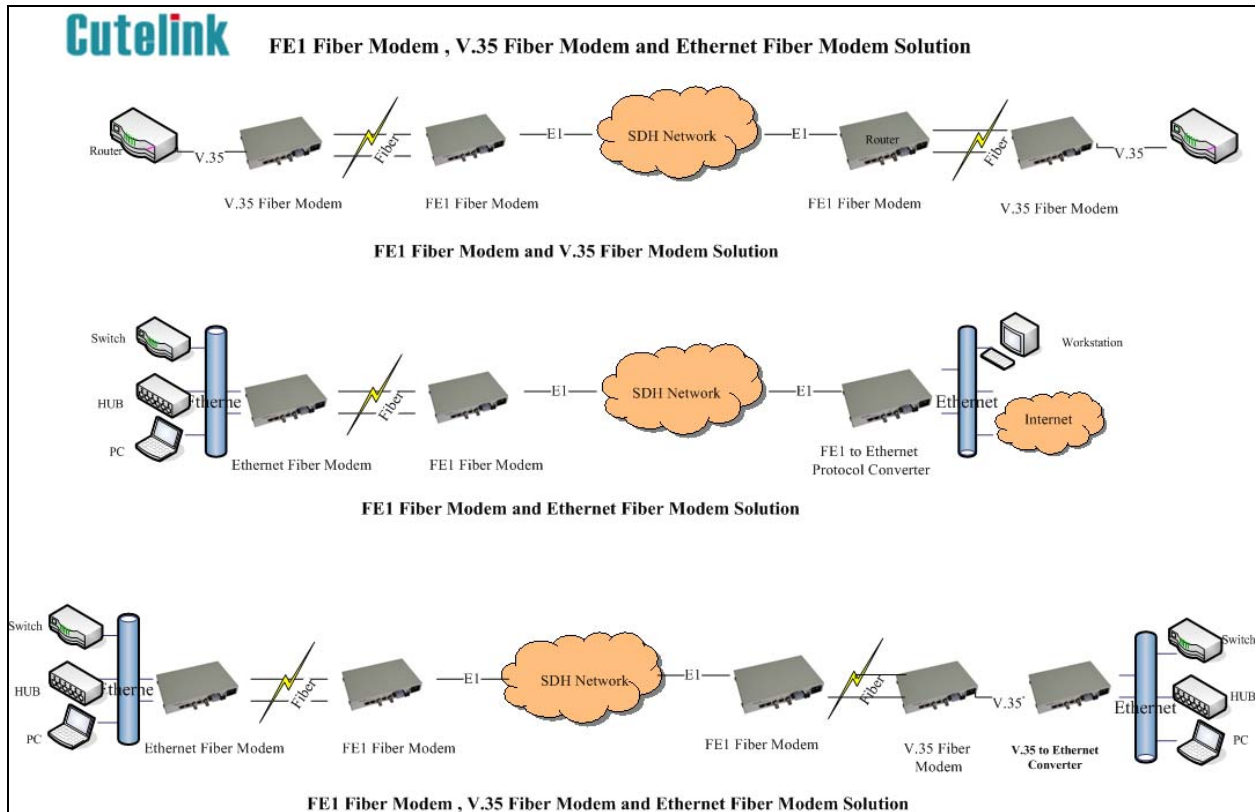 Cutelink
FE1 Fiber Modem , V.35 Fiber Modem and Ethernet Fiber Modem Solution
Router
V.35
Fiber
E1
SDH Network
E1
Router
Fiber
V.35
V.35 Fiber Modem
FE1 Fiber Modem
FE1 Fiber Modem
V.35 Fiber Modem
FE1 Fiber Modem and V.35 Fiber Modem Solution
Switch
HUB
PC
Etherne
Fiber
E1
SDH Network
E1
Ethernet
Workstation
Internet
Ethernet Fiber Modem
FE1 Fiber Modem
FE1 to Ethernet
Protocol Converter
FE1 Fiber Modem and Ethernet Fiber Modem Solution
Switch
HUB
PC
Etherne
Fiber
E1
SDH Network
E1
Fiber
V.35
Ethernet
Switch
HUB
PC
Ethernet Fiber Modem
FE1 Fiber Modem
FE1 Fiber Modem
V.35 Fiber
Modem
V.35 to Ethernet
Converter
FE1 Fiber Modem , V.35 Fiber Modem and Ethernet Fiber Modem Solution